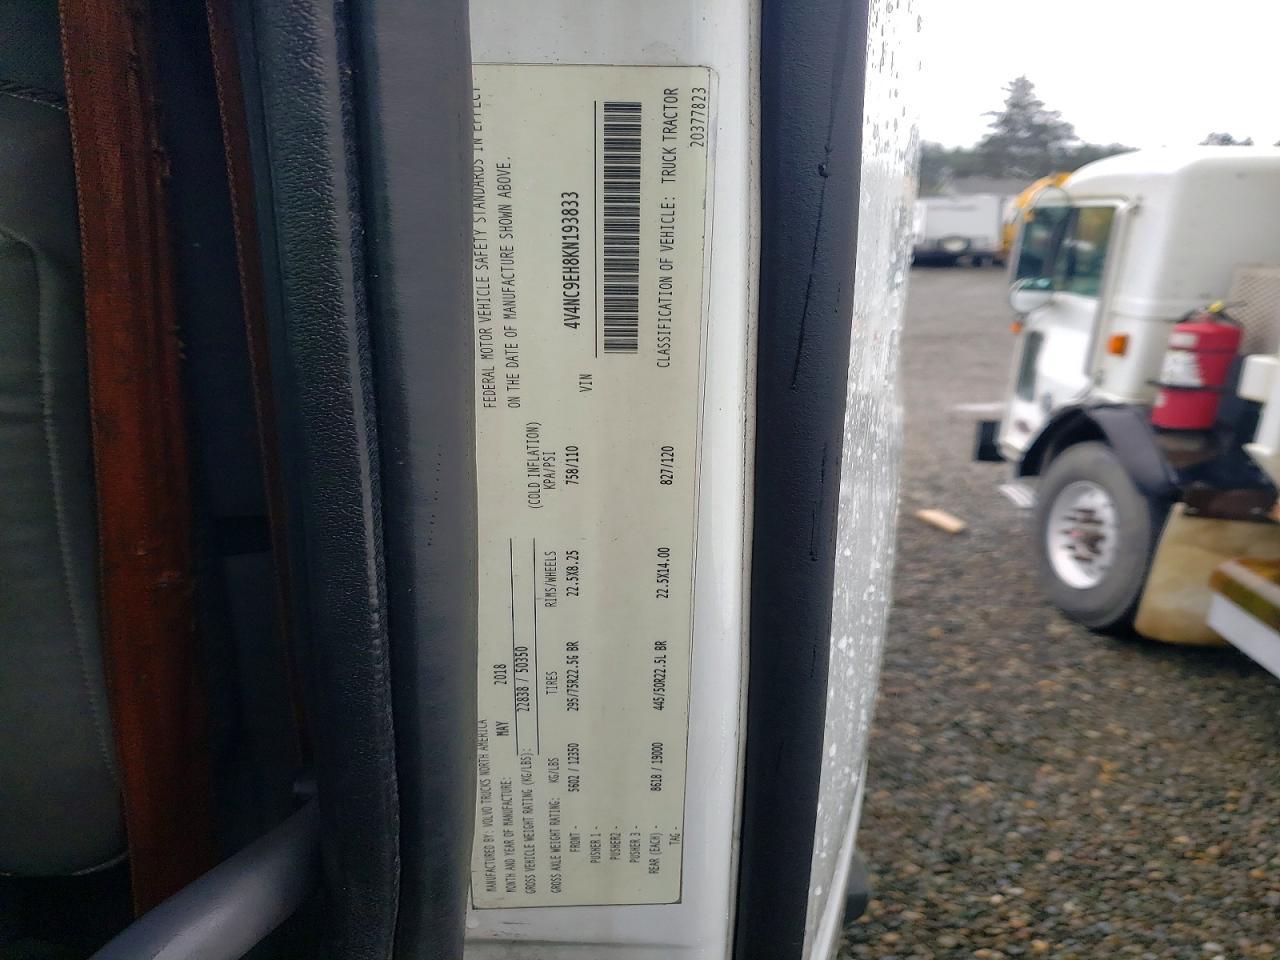 MANUFACTURED BY: VOLVO TRUCKS NORTH AMERICA
MONTH AND YEAR OF MANUFACTURE: MAY 2018
GROSS VEHICLE WEIGHT RATING (KG/LBS): 22838 / 50350
GROSS AXLE WEIGHT RATING: KG/LBS TIRES RIMS/WHEELS (COLD INFLATION) KPA/PSI
FRONT - 5602 / 12350 295/75R22.5G BR 22.5X8.25 758/110
PUSHER 1 -
PUSHER2 -
PUSHER 3 -
REAR (EACH) - 8618 / 19000 445/50R22.5L BR 22.5X14.00 827/120
TAG -
FEDERAL MOTOR VEHICLE SAFETY STANDARDS IN EFFECT
ON THE DATE OF MANUFACTURE SHOWN ABOVE.
VIN 4V4NC9EH8KN193833
CLASSIFICATION OF VEHICLE: TRUCK TRACTOR
20377823